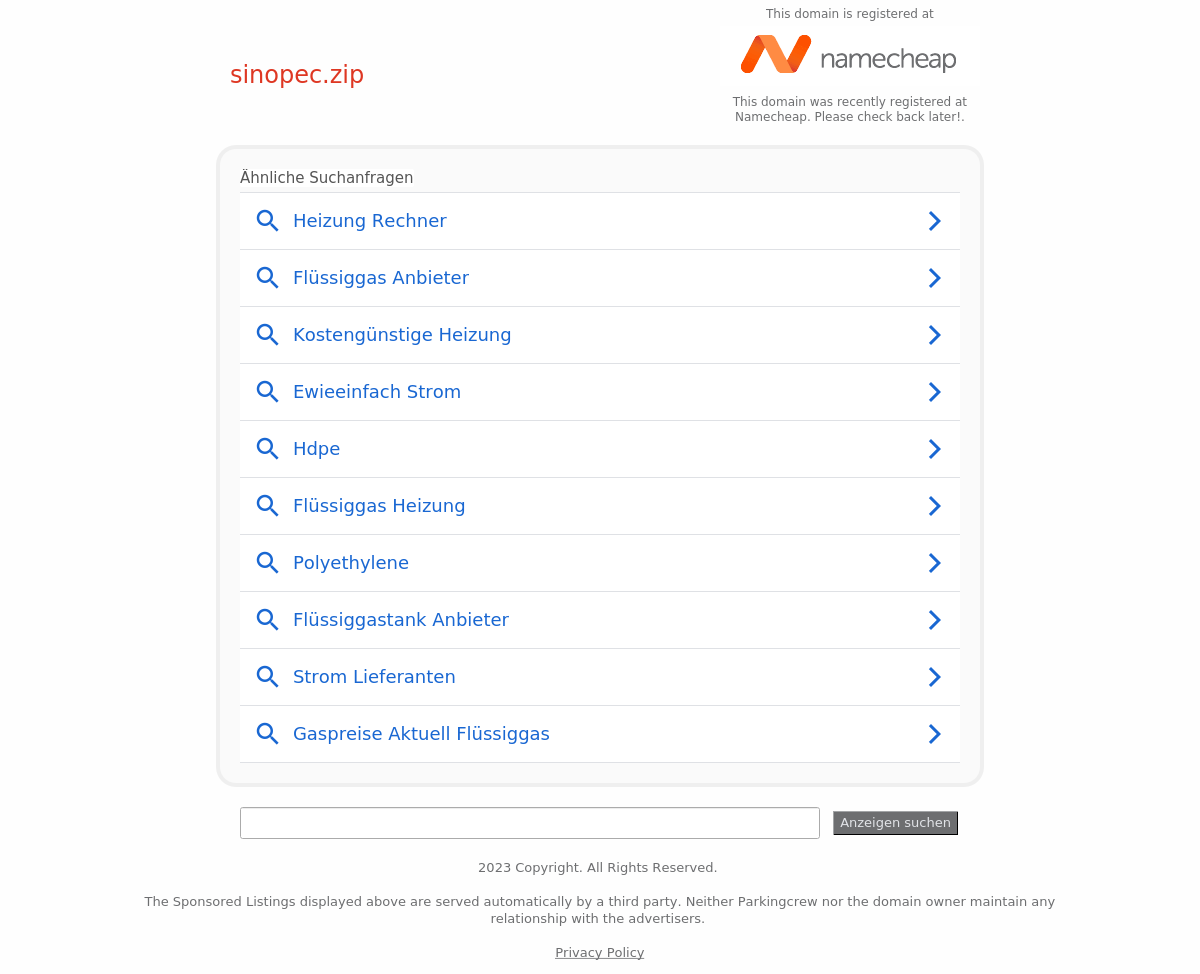 This domain is registered at
namecheap
sinopec.zip
This domain was recently registered at
Namecheap. Please check back later!.
Ähnliche Suchanfragen
Heizung Rechner
Flüssiggas Anbieter
Kostengünstige Heizung
Ewieeinfach Strom
Hdpe
Flüssiggas Heizung
Polyethylene
Flüssiggastank Anbieter
Strom Lieferanten
Gaspreise Aktuell Flüssiggas
Anzeigen suchen
2023 Copyright. All Rights Reserved.
The Sponsored Listings displayed above are served automatically by a third party. Neither Parkingcrew nor the domain owner maintain any
relationship with the advertisers.
Privacy Policy